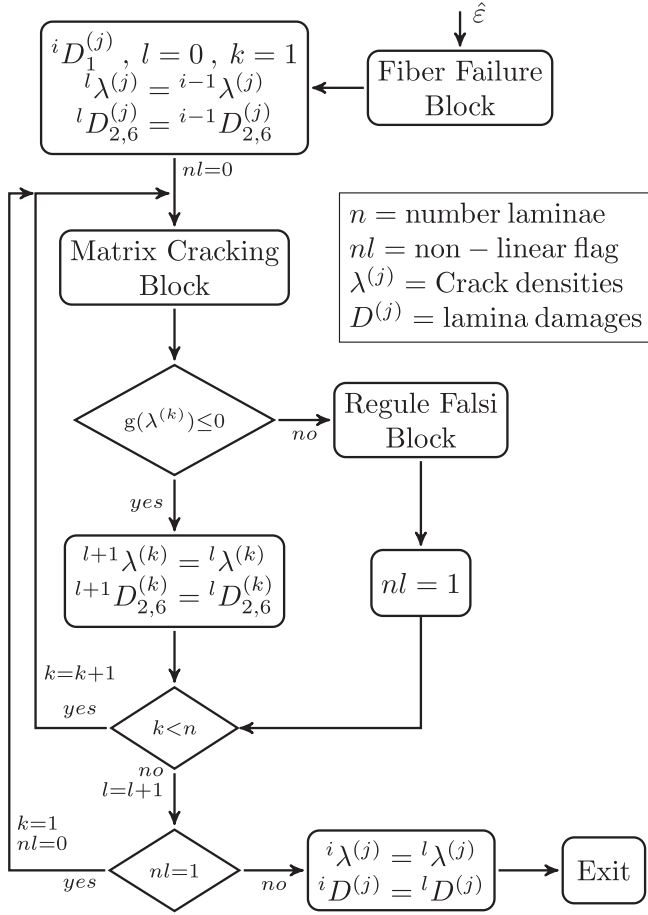 ε̂
Fiber Failure
Block
ⁱD₁⁽ʲ⁾ , l = 0 , k = 1
ˡλ⁽ʲ⁾ = ⁱ⁻¹λ⁽ʲ⁾
ˡD₂,₆⁽ʲ⁾ = ⁱ⁻¹D₂,₆⁽ʲ⁾
nl=0
n = number laminae
nl = non − linear flag
λ⁽ʲ⁾ = Crack densities
D⁽ʲ⁾ = lamina damages
Matrix Cracking
Block
g(λ⁽ᵏ⁾)≤0
no
Regule Falsi
Block
yes
ˡ⁺¹λ⁽ᵏ⁾ = ˡλ⁽ᵏ⁾
ˡ⁺¹D₂,₆⁽ᵏ⁾ = ˡD₂,₆⁽ᵏ⁾
nl = 1
k=k+1
yes
k<n
no
l=l+1
k=1
nl=0
yes
nl=1
no
ⁱλ⁽ʲ⁾ = ˡλ⁽ʲ⁾
ⁱD⁽ʲ⁾ = ˡD⁽ʲ⁾
Exit